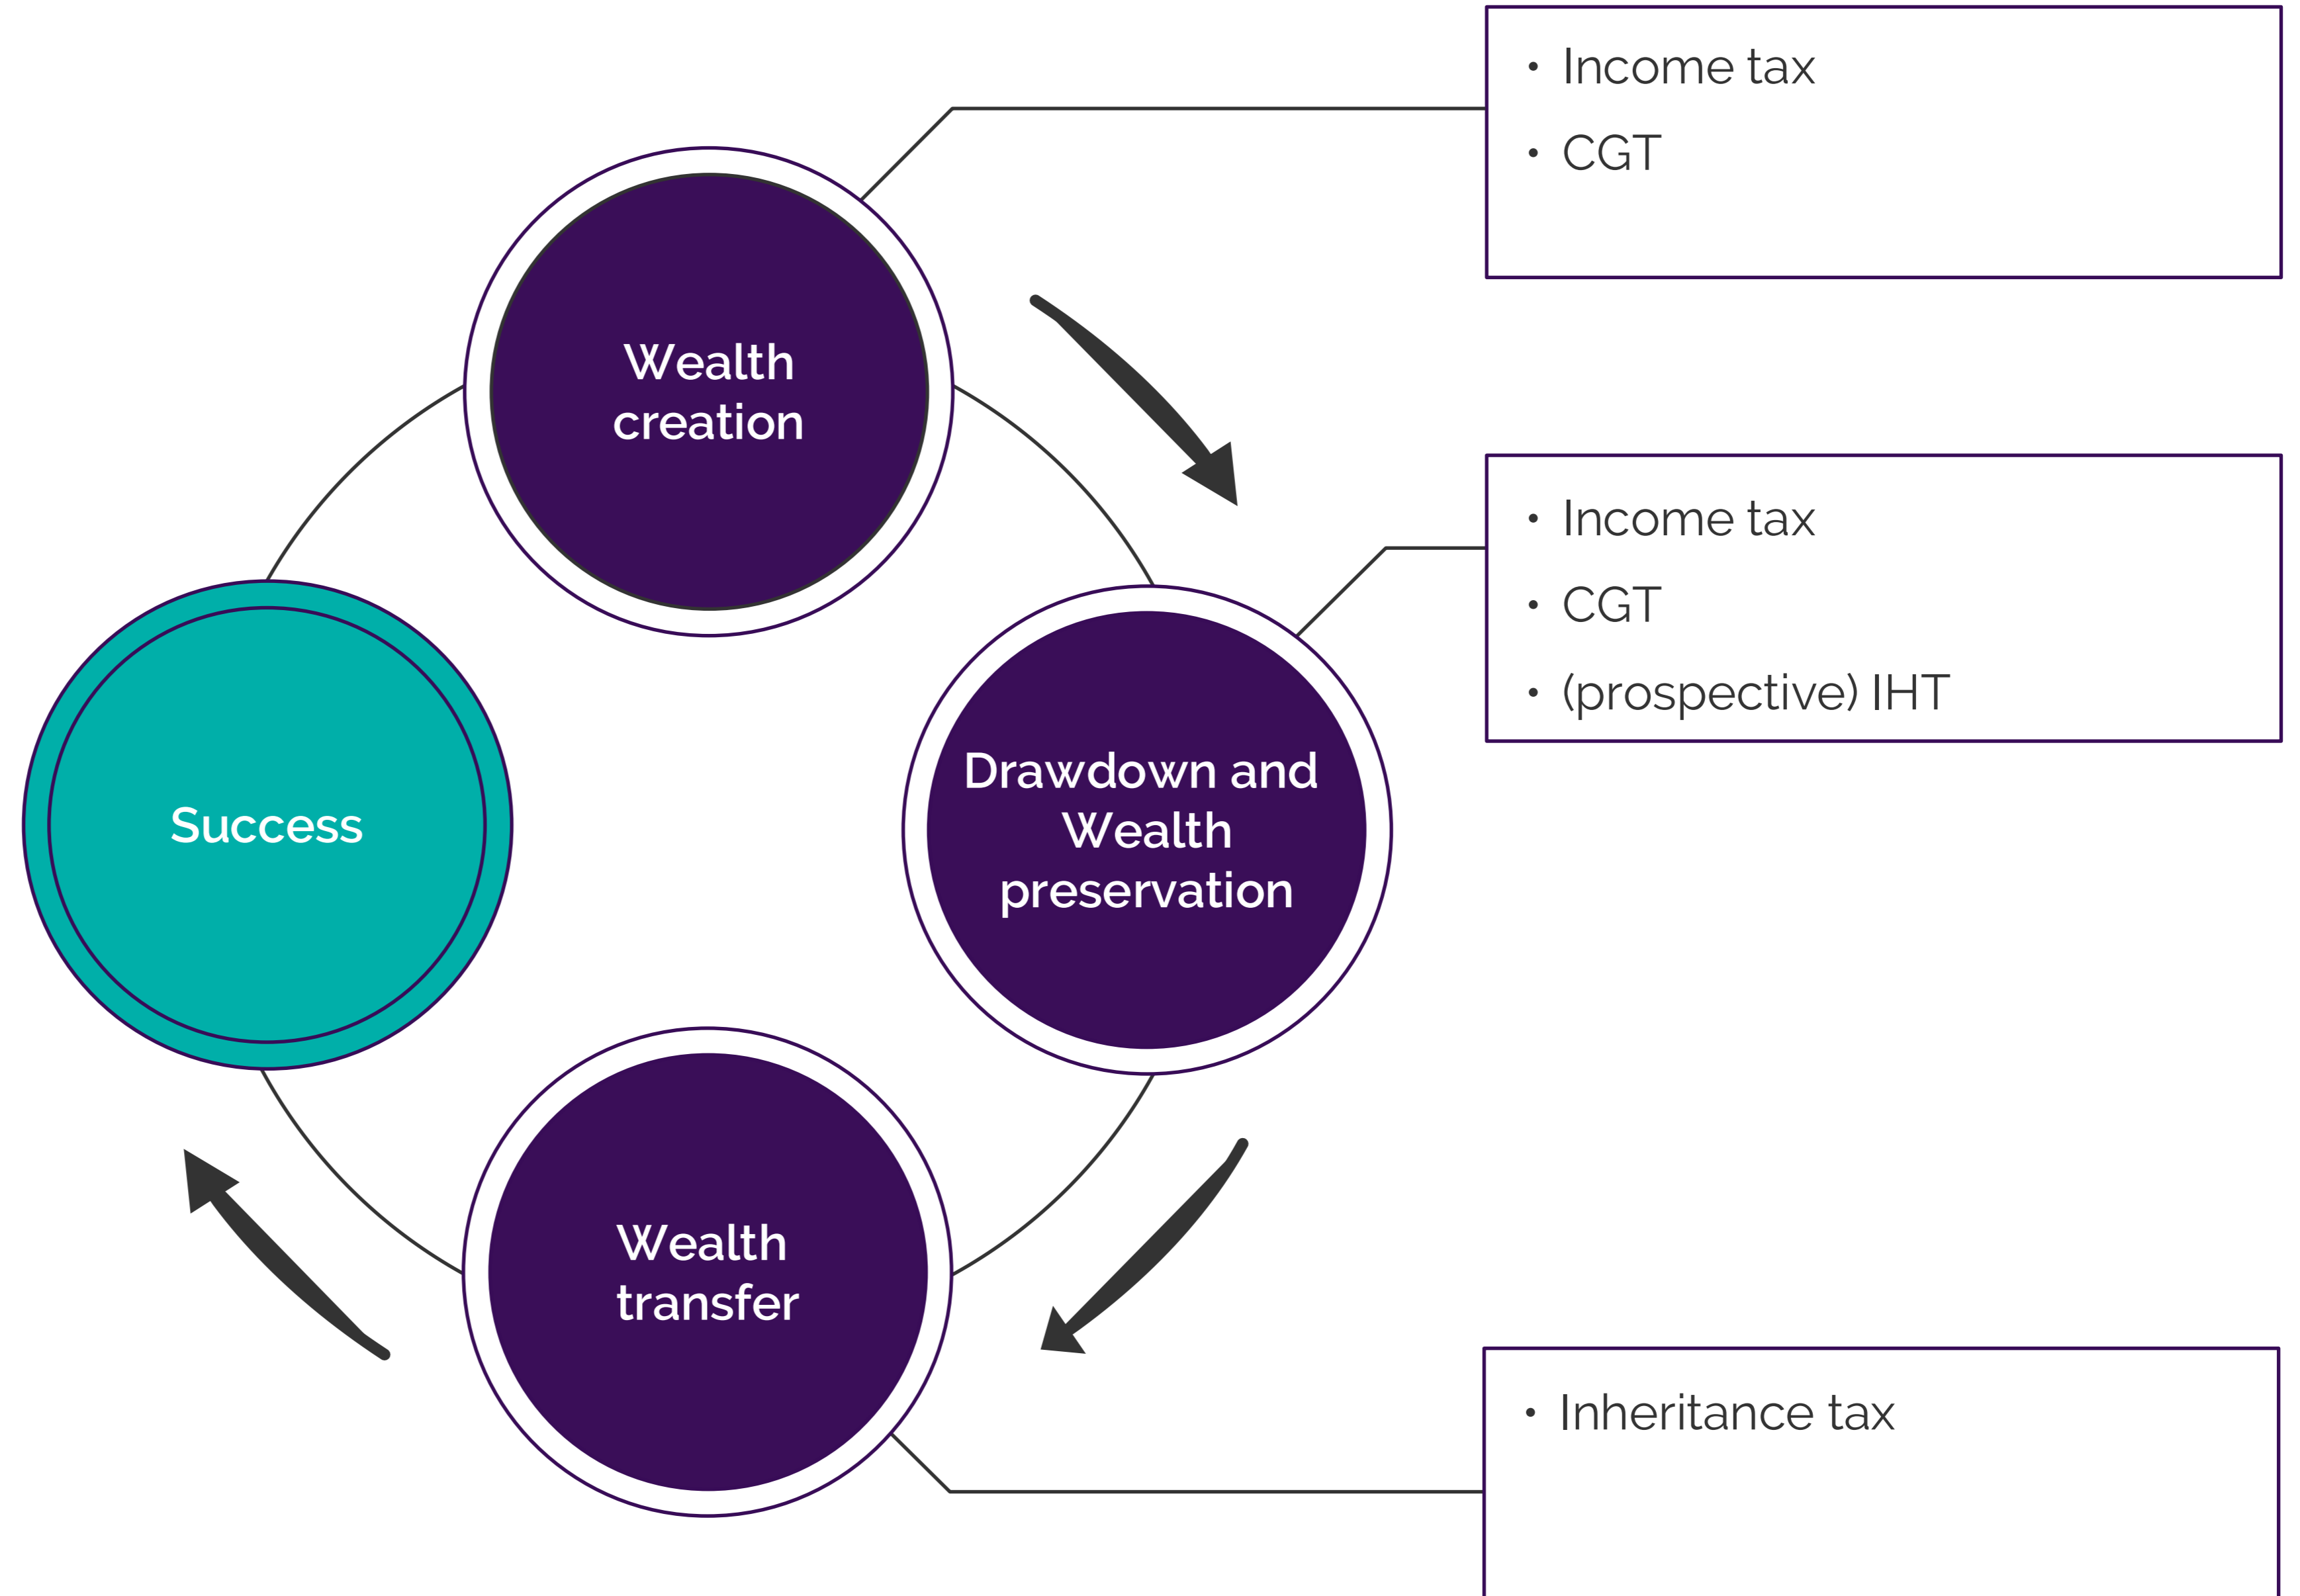 • Income tax
• CGT
Wealth
creation
• Income tax
• CGT
• (prospective) IHT
Drawdown and
Wealth
preservation
Success
Wealth
transfer
• Inheritance tax